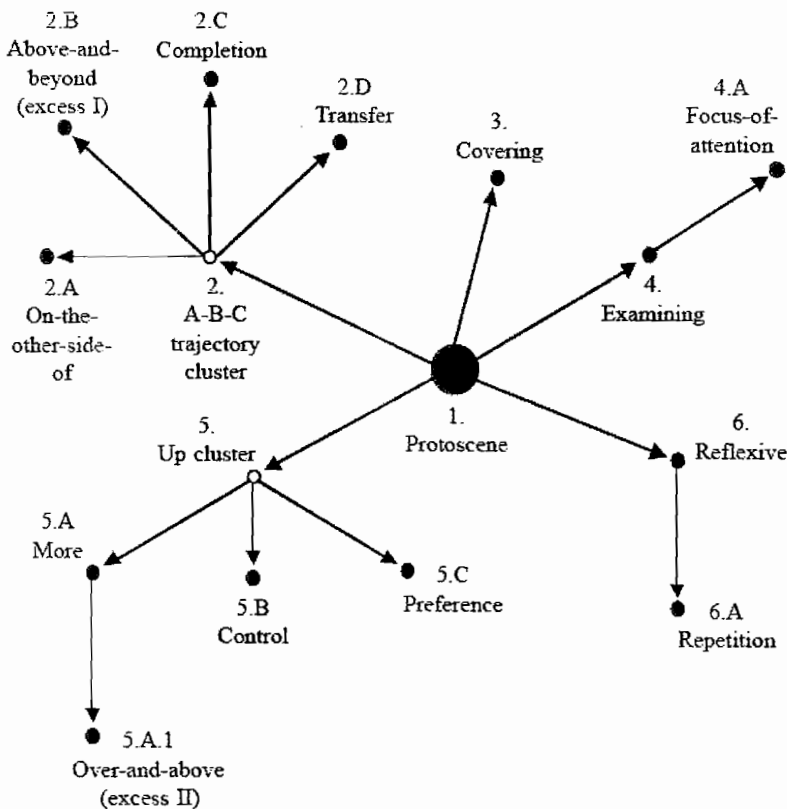 2.B
Above-and-
beyond
(excess I)
2.C
Completion
2.D
Transfer
3.
Covering
4.A
Focus-of-
attention
2.A
On-the-
other-side-
of
2.
A-B-C
trajectory
cluster
4.
Examining
1.
Protoscene
5.
Up cluster
6.
Reflexive
5.A
More
5.B
Control
5.C
Preference
6.A
Repetition
5.A.1
Over-and-above
(excess II)